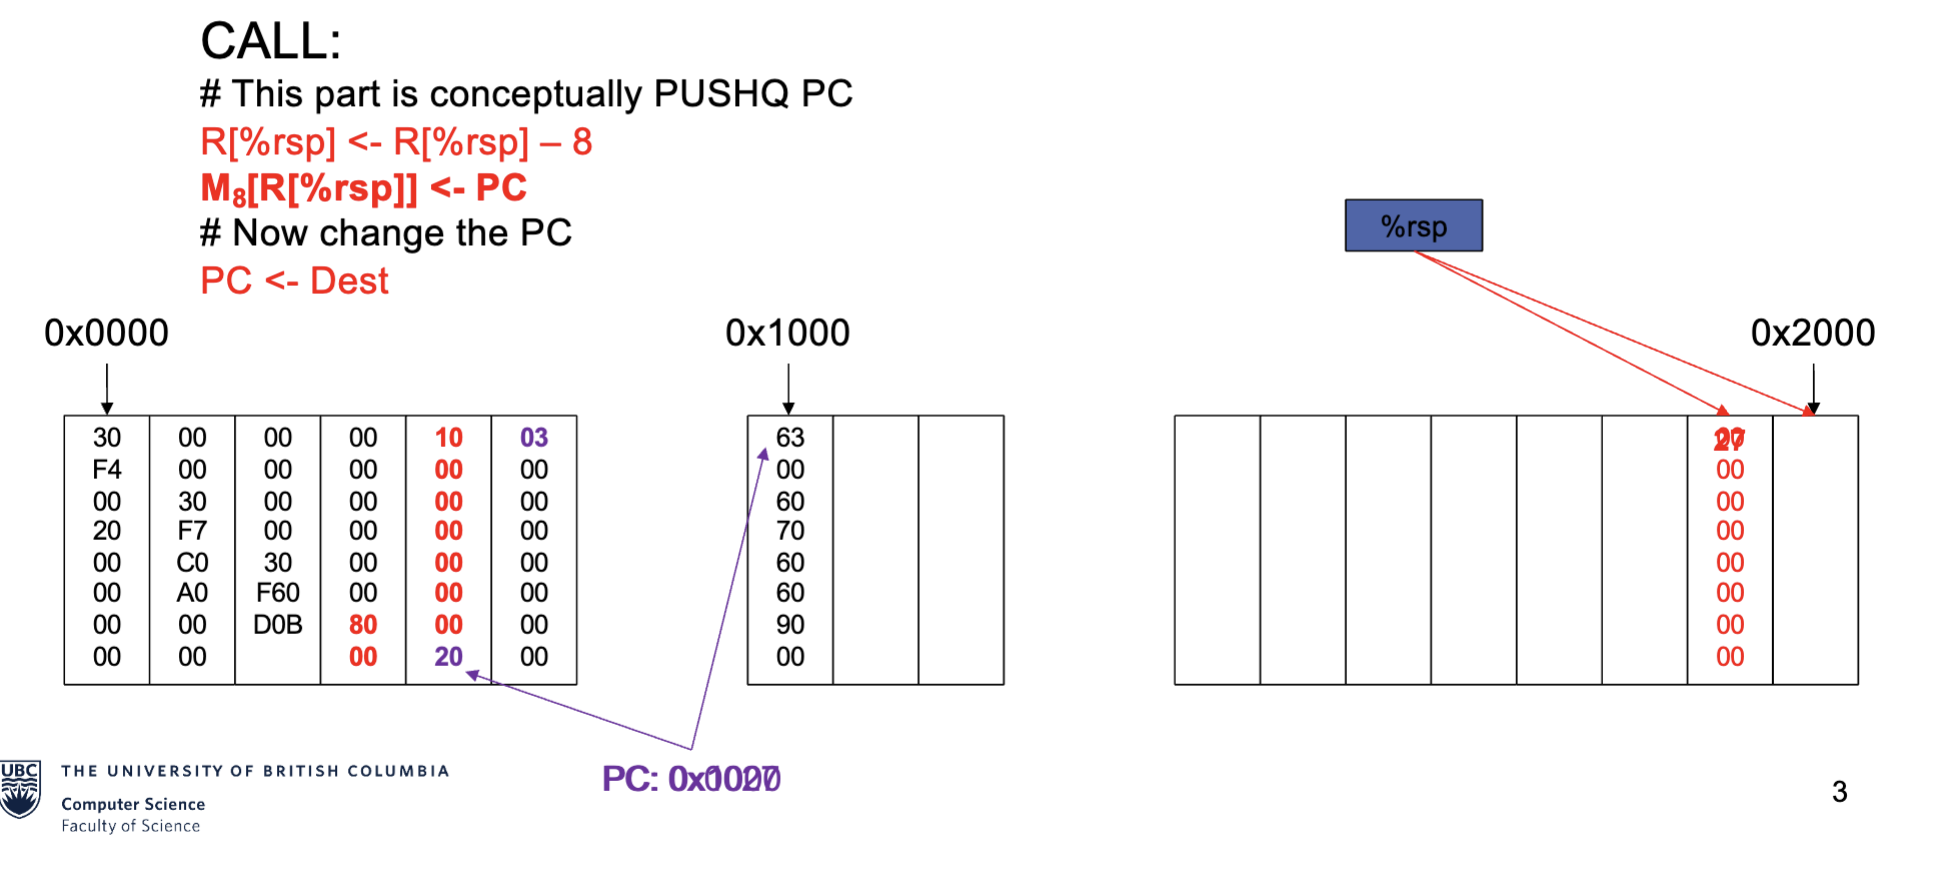 CALL:
# This part is conceptually PUSHQ PC
R[%rsp] <- R[%rsp] – 8
M8[R[%rsp]] <- PC
# Now change the PC
PC <- Dest
%rsp
0x0000 0x1000 0x2000
30 00 00 00 10 03 63
F4 00 00 00 00 00 00 00
00 30 00 00 00 00 60 00
20 F7 00 00 00 00 70 00
00 C0 30 00 00 00 60 00
00 A0 F60 00 00 00 60 00
00 00 D0B 80 00 00 90 00
00 00 00 20 00 00 00
PC:
UBC
THE UNIVERSITY OF BRITISH COLUMBIA
Computer Science
Faculty of Science
3